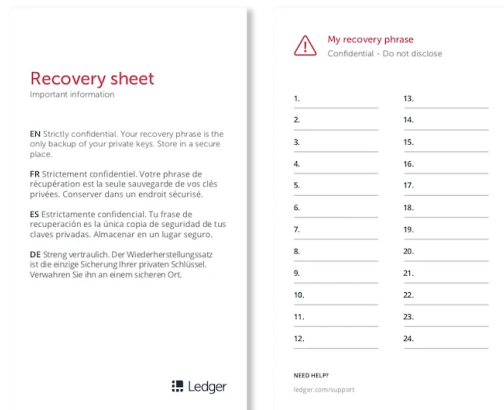 Recovery sheet
Important information
EN Strictly confidential. Your recovery phrase is the
only backup of your private keys. Store in a secure
place.
FR Strictement confidentiel. Votre phrase de
récupération est la seule sauvegarde de vos clés
privées. Conserver dans un endroit sécurisé.
ES Estrictamente confidencial. Tu frase de
recuperación es la única copia de seguridad de tus
claves privadas. Almacenar en un lugar seguro.
DE Streng vertraulich. Der Wiederherstellungssatz
ist die einzige Sicherung Ihrer privaten Schlüssel.
Verwahren Sie ihn an einem sicheren Ort.
Ledger
My recovery phrase
Confidential - Do not disclose
1.
2.
3.
4.
5.
6.
7.
8.
9.
10.
11.
12.
13.
14.
15.
16.
17.
18.
19.
20.
21.
22.
23.
24.
NEED HELP?
ledger.com/support